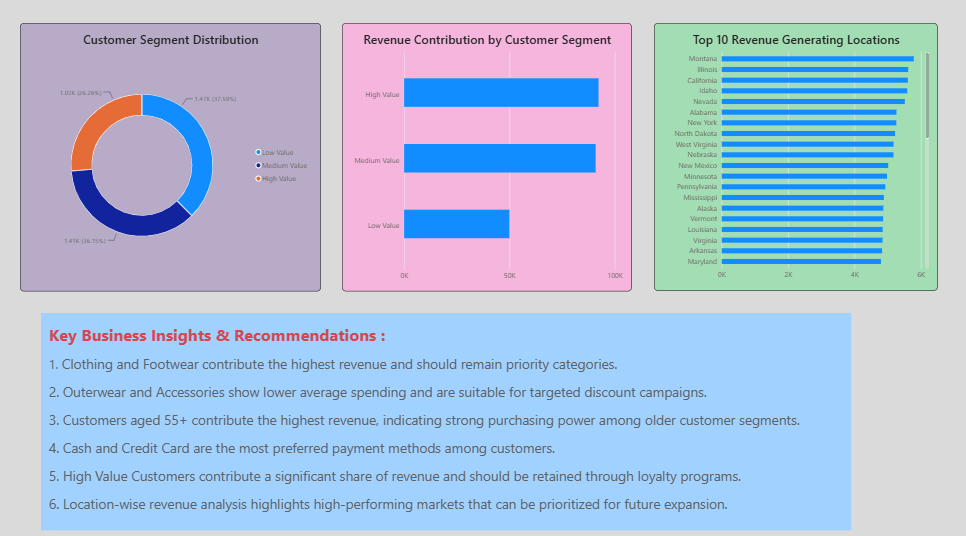 Customer Segment Distribution
1.02K (26.26%)
1.47K (37.59%)
Low Value
Medium Value
High Value
1.41K (36.15%)
Revenue Contribution by Customer Segment
High Value
Medium Value
Low Value
0K 50K 100K
Top 10 Revenue Generating Locations
Montana
Illinois
California
Idaho
Nevada
Alabama
New York
North Dakota
West Virginia
Nebraska
New Mexico
Minnesota
Pennsylvania
Mississippi
Alaska
Vermont
Louisiana
Virginia
Arkansas
Maryland
0K 2K 4K 6K
Key Business Insights & Recommendations :
1. Clothing and Footwear contribute the highest revenue and should remain priority categories.
2. Outerwear and Accessories show lower average spending and are suitable for targeted discount campaigns.
3. Customers aged 55+ contribute the highest revenue, indicating strong purchasing power among older customer segments.
4. Cash and Credit Card are the most preferred payment methods among customers.
5. High Value Customers contribute a significant share of revenue and should be retained through loyalty programs.
6. Location-wise revenue analysis highlights high-performing markets that can be prioritized for future expansion.